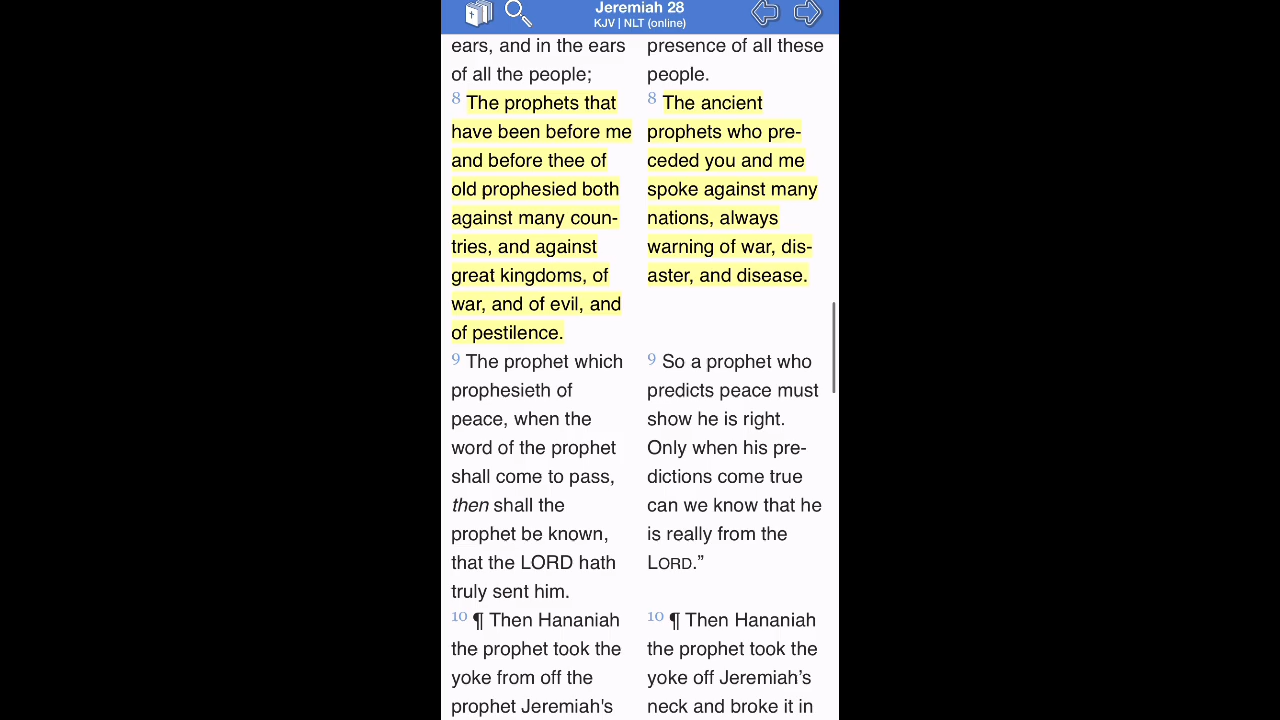 Jeremiah 28
KJV | NLT (online)
ears, and in the ears
of all the people;
8 The prophets that
have been before me
and before thee of
old prophesied both
against many coun-
tries, and against
great kingdoms, of
war, and of evil, and
of pestilence.
9 The prophet which
prophesieth of
peace, when the
word of the prophet
shall come to pass,
then shall the
prophet be known,
that the LORD hath
truly sent him.
10 ¶ Then Hananiah
the prophet took the
yoke from off the
prophet Jeremiah's
presence of all these
people.
8 The ancient
prophets who pre-
ceded you and me
spoke against many
nations, always
warning of war, dis-
aster, and disease.
9 So a prophet who
predicts peace must
show he is right.
Only when his pre-
dictions come true
can we know that he
is really from the
LORD.”
10 ¶ Then Hananiah
the prophet took the
yoke off Jeremiah’s
neck and broke it in